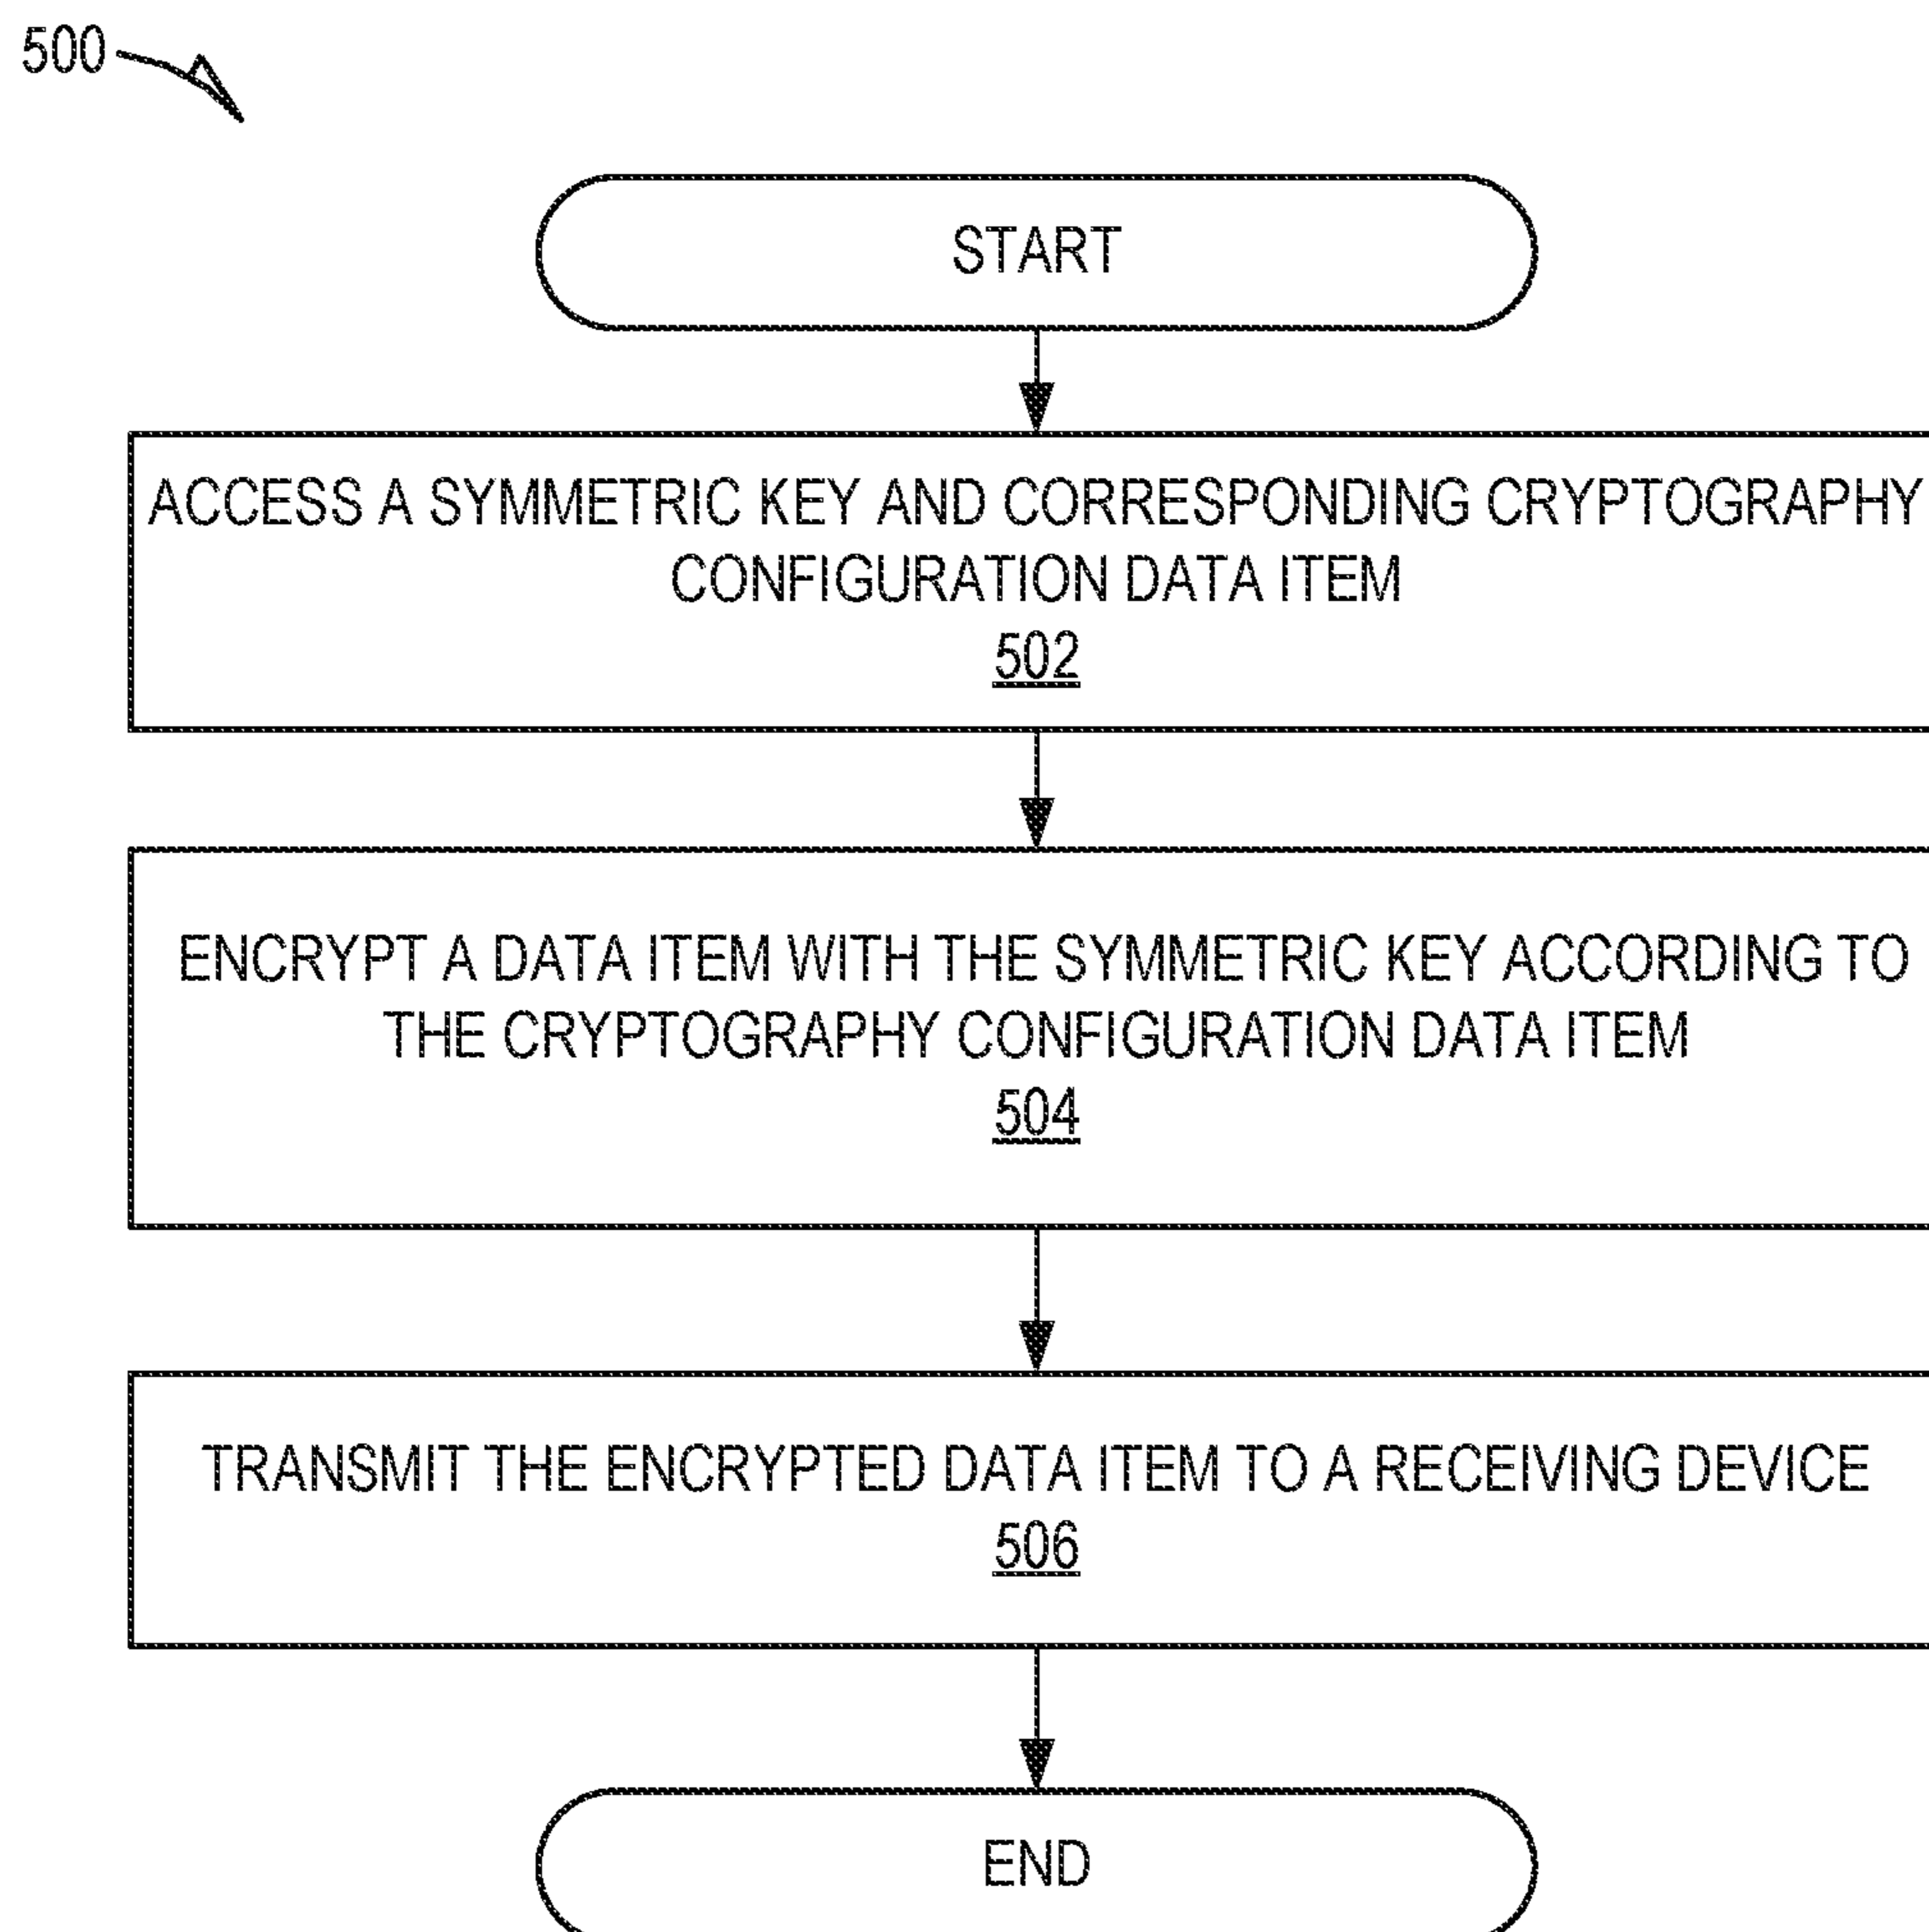 500
START
ACCESS A SYMMETRIC KEY AND CORRESPONDING CRYPTOGRAPHY
CONFIGURATION DATA ITEM
502
ENCRYPT A DATA ITEM WITH THE SYMMETRIC KEY ACCORDING TO
THE CRYPTOGRAPHY CONFIGURATION DATA ITEM
504
TRANSMIT THE ENCRYPTED DATA ITEM TO A RECEIVING DEVICE
506
END